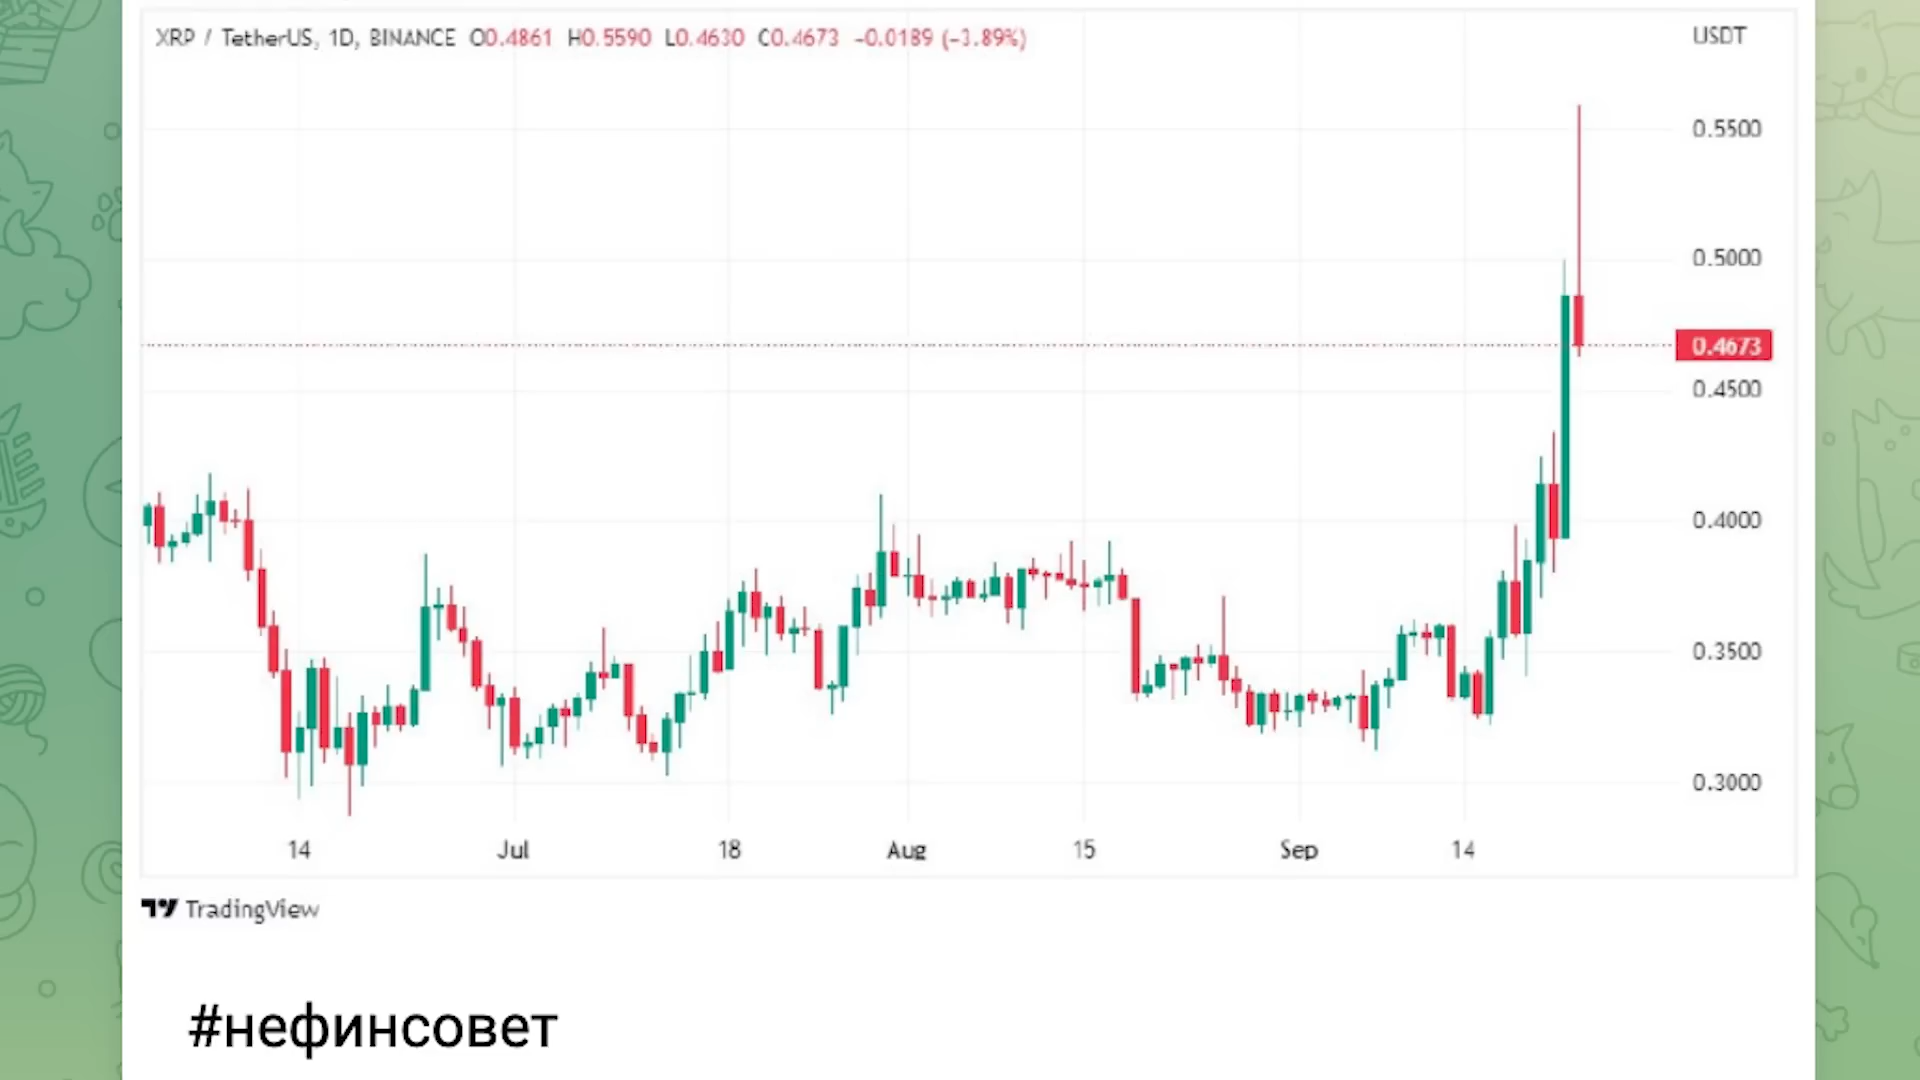 XRP / TetherUS, 1D, BINANCE O0.4861 H0.5590 L0.4630 C0.4673 -0.0189 (-3.89%)
USDT
0.5500
0.5000
0.4673
0.4500
0.4000
0.3500
0.3000
14 Jul 18 Aug 15 Sep 14
TradingView
#нефинсовет